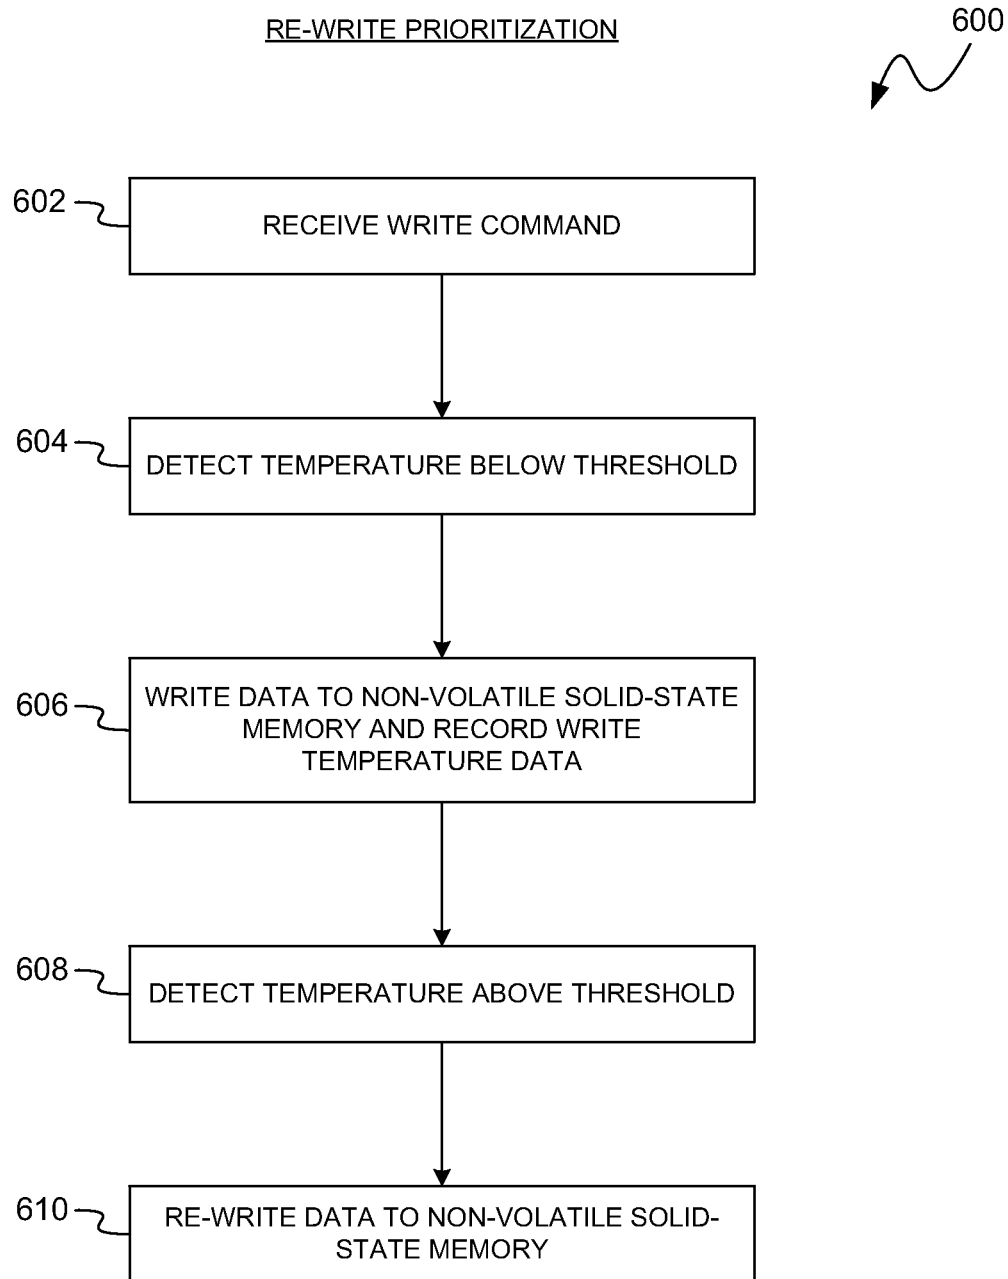 RE-WRITE PRIORITIZATION
600
602
RECEIVE WRITE COMMAND
604
DETECT TEMPERATURE BELOW THRESHOLD
606
WRITE DATA TO NON-VOLATILE SOLID-STATE
MEMORY AND RECORD WRITE
TEMPERATURE DATA
608
DETECT TEMPERATURE ABOVE THRESHOLD
610
RE-WRITE DATA TO NON-VOLATILE SOLID-
STATE MEMORY